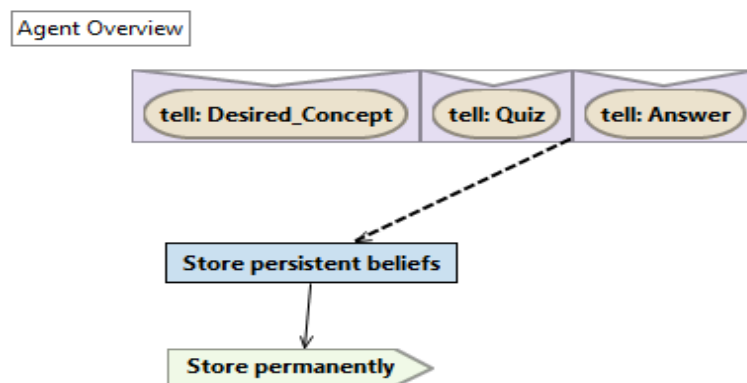 Agent Overview
tell: Desired_Concept
tell: Quiz
tell: Answer
Store persistent beliefs
Store permanently